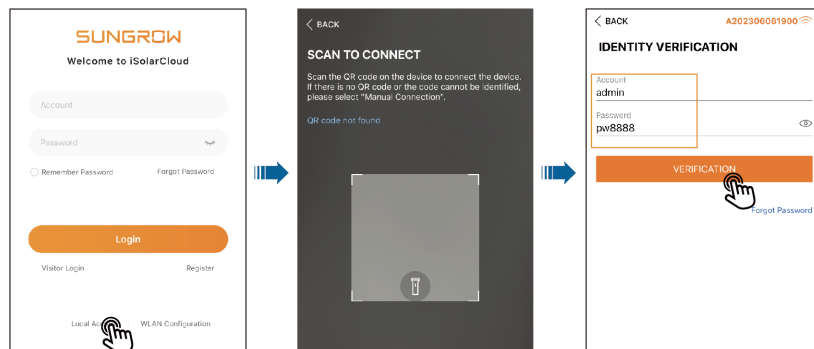 SUNGROW
Welcome to iSolarCloud
Account
Password
Remember Password
Forgot Password
Login
Visitor Login
Register
Local
WLAN Configuration
BACK
SCAN TO CONNECT
Scan the QR code on the device to connect the device.
If there is no QR code or the code cannot be identified,
please select "Manual Connection".
QR code not found
BACK
A202306061900
IDENTITY VERIFICATION
Account
admin
Password
pw8888
VERIFICATION
Forgot Password